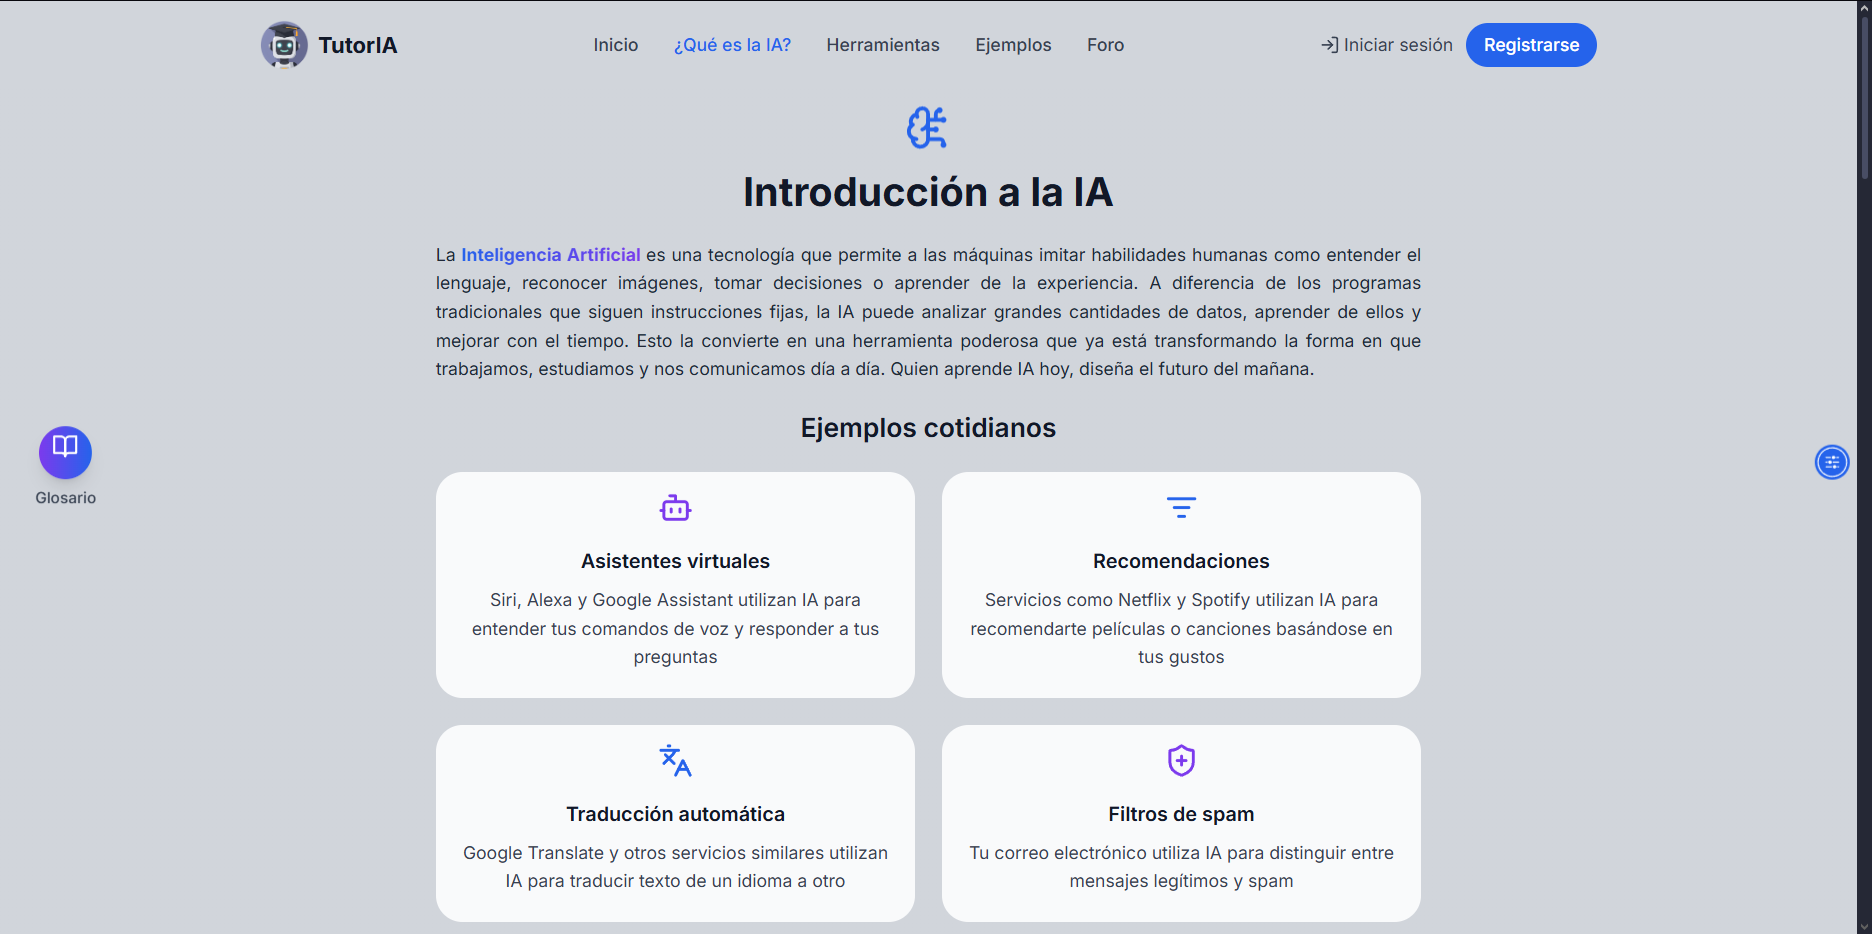 TutorIA
Inicio
¿Qué es la IA?
Herramientas
Ejemplos
Foro
Iniciar sesión
Registrarse
Introducción a la IA
La Inteligencia Artificial es una tecnología que permite a las máquinas imitar habilidades humanas como entender el
lenguaje, reconocer imágenes, tomar decisiones o aprender de la experiencia. A diferencia de los programas
tradicionales que siguen instrucciones fijas, la IA puede analizar grandes cantidades de datos, aprender de ellos y
mejorar con el tiempo. Esto la convierte en una herramienta poderosa que ya está transformando la forma en que
trabajamos, estudiamos y nos comunicamos día a día. Quien aprende IA hoy, diseña el futuro del mañana.
Ejemplos cotidianos
Glosario
Asistentes virtuales
Siri, Alexa y Google Assistant utilizan IA para
entender tus comandos de voz y responder a tus
preguntas
Recomendaciones
Servicios como Netflix y Spotify utilizan IA para
recomendarte películas o canciones basándose en
tus gustos
Traducción automática
Google Translate y otros servicios similares utilizan
IA para traducir texto de un idioma a otro
Filtros de spam
Tu correo electrónico utiliza IA para distinguir entre
mensajes legítimos y spam